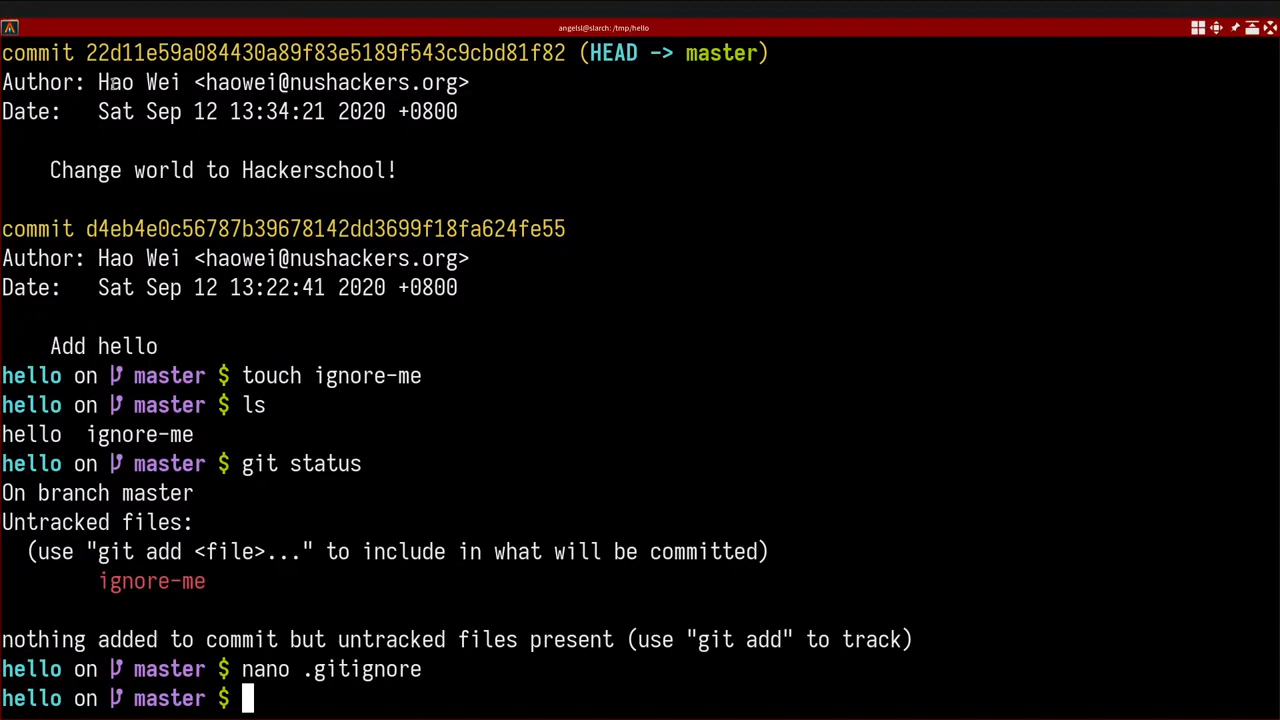 angelsl@slarch: /tmp/hello
commit 22d11e59a084430a89f83e5189f543c9cbd81f82 (HEAD -> master)
Author: Hao Wei <haowei@nushackers.org>
Date:   Sat Sep 12 13:34:21 2020 +0800
Change world to Hackerschool!
commit d4eb4e0c56787b39678142dd3699f18fa624fe55
Author: Hao Wei <haowei@nushackers.org>
Date:   Sat Sep 12 13:22:41 2020 +0800
Add hello
hello on master $ touch ignore-me
hello on master $ ls
hello  ignore-me
hello on master $ git status
On branch master
Untracked files:
(use "git add <file>..." to include in what will be committed)
ignore-me
nothing added to commit but untracked files present (use "git add" to track)
hello on master $ nano .gitignore
hello on master $